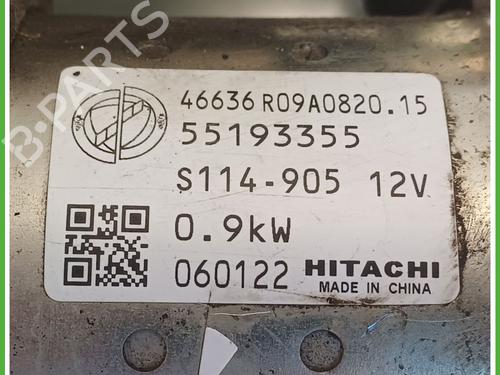 46636 R09A0820.15
55193355
S114-905 12V
0.9kW
060122 HITACHI
MADE IN CHINA
B-PARTS